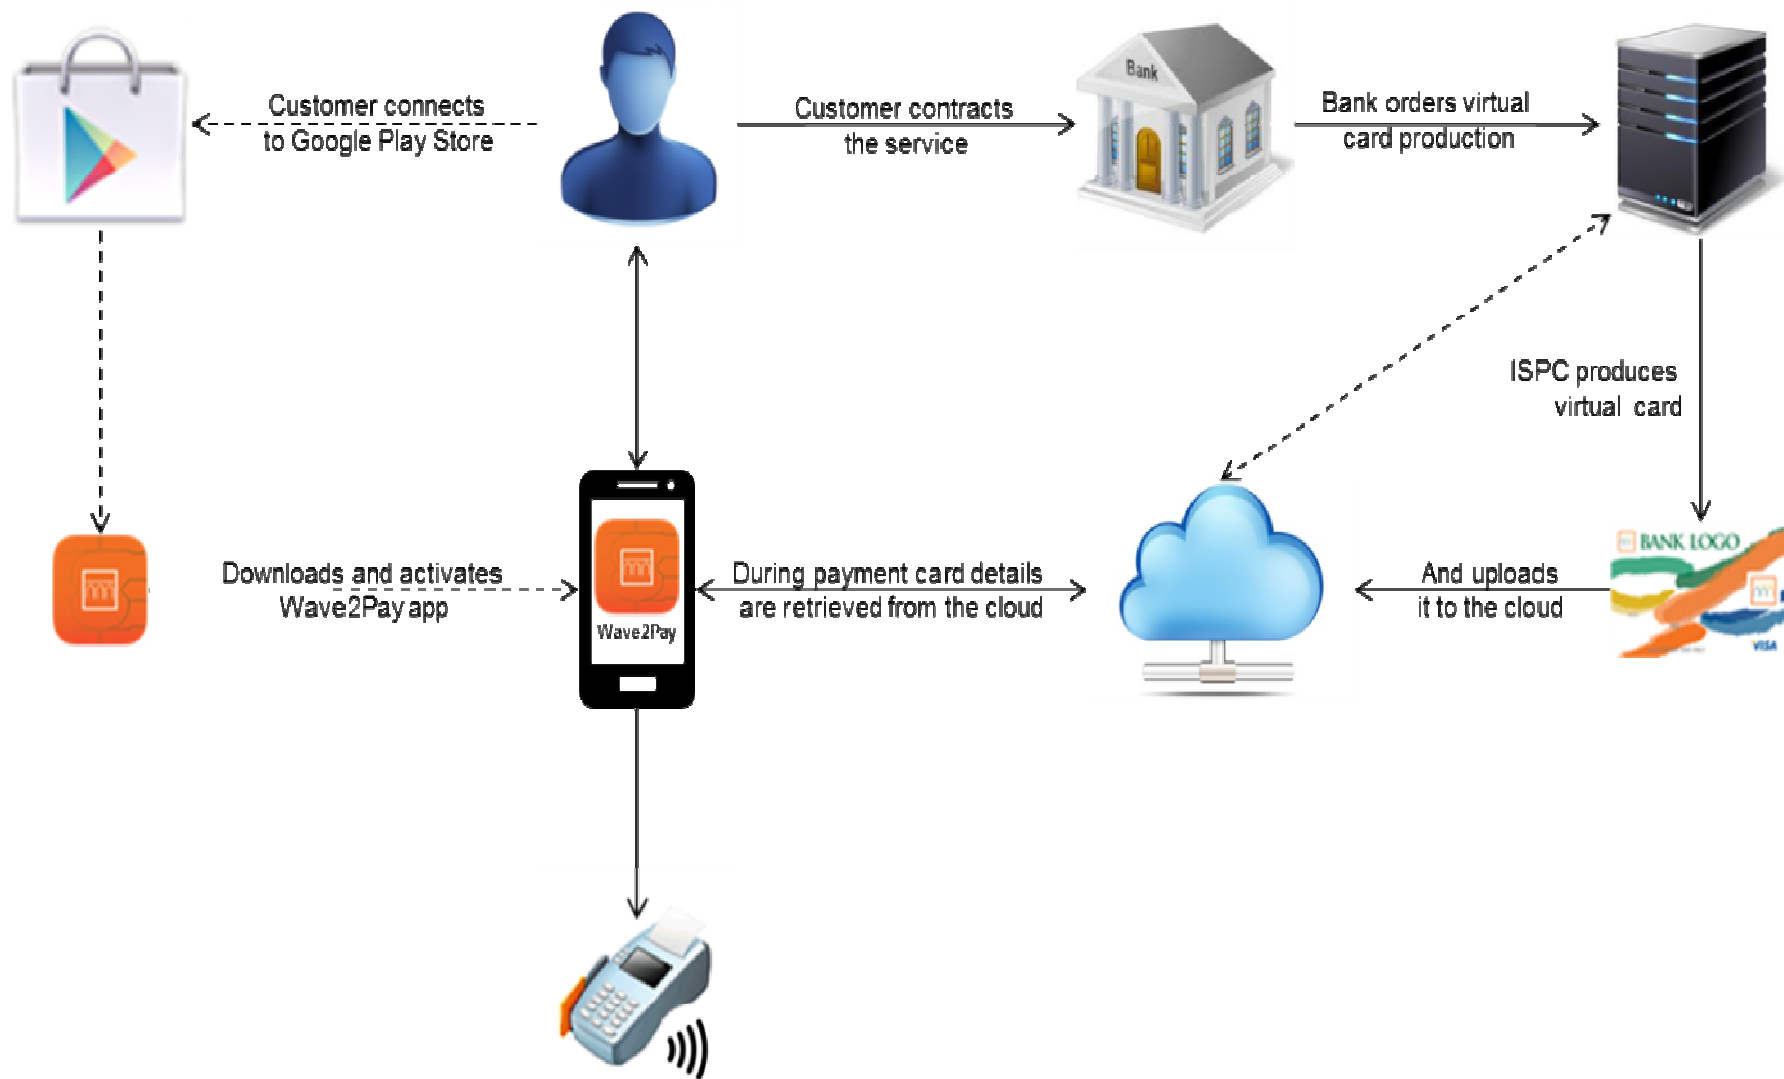 Customer connects
to Google Play Store
Customer contracts
the service
Bank
Bank orders virtual
card production
ISPC produces
virtual card
Downloads and activates
Wave2Pay app
Wave2Pay
During payment card details
are retrieved from the cloud
And uploads
it to the cloud
BANK LOGO
VISA